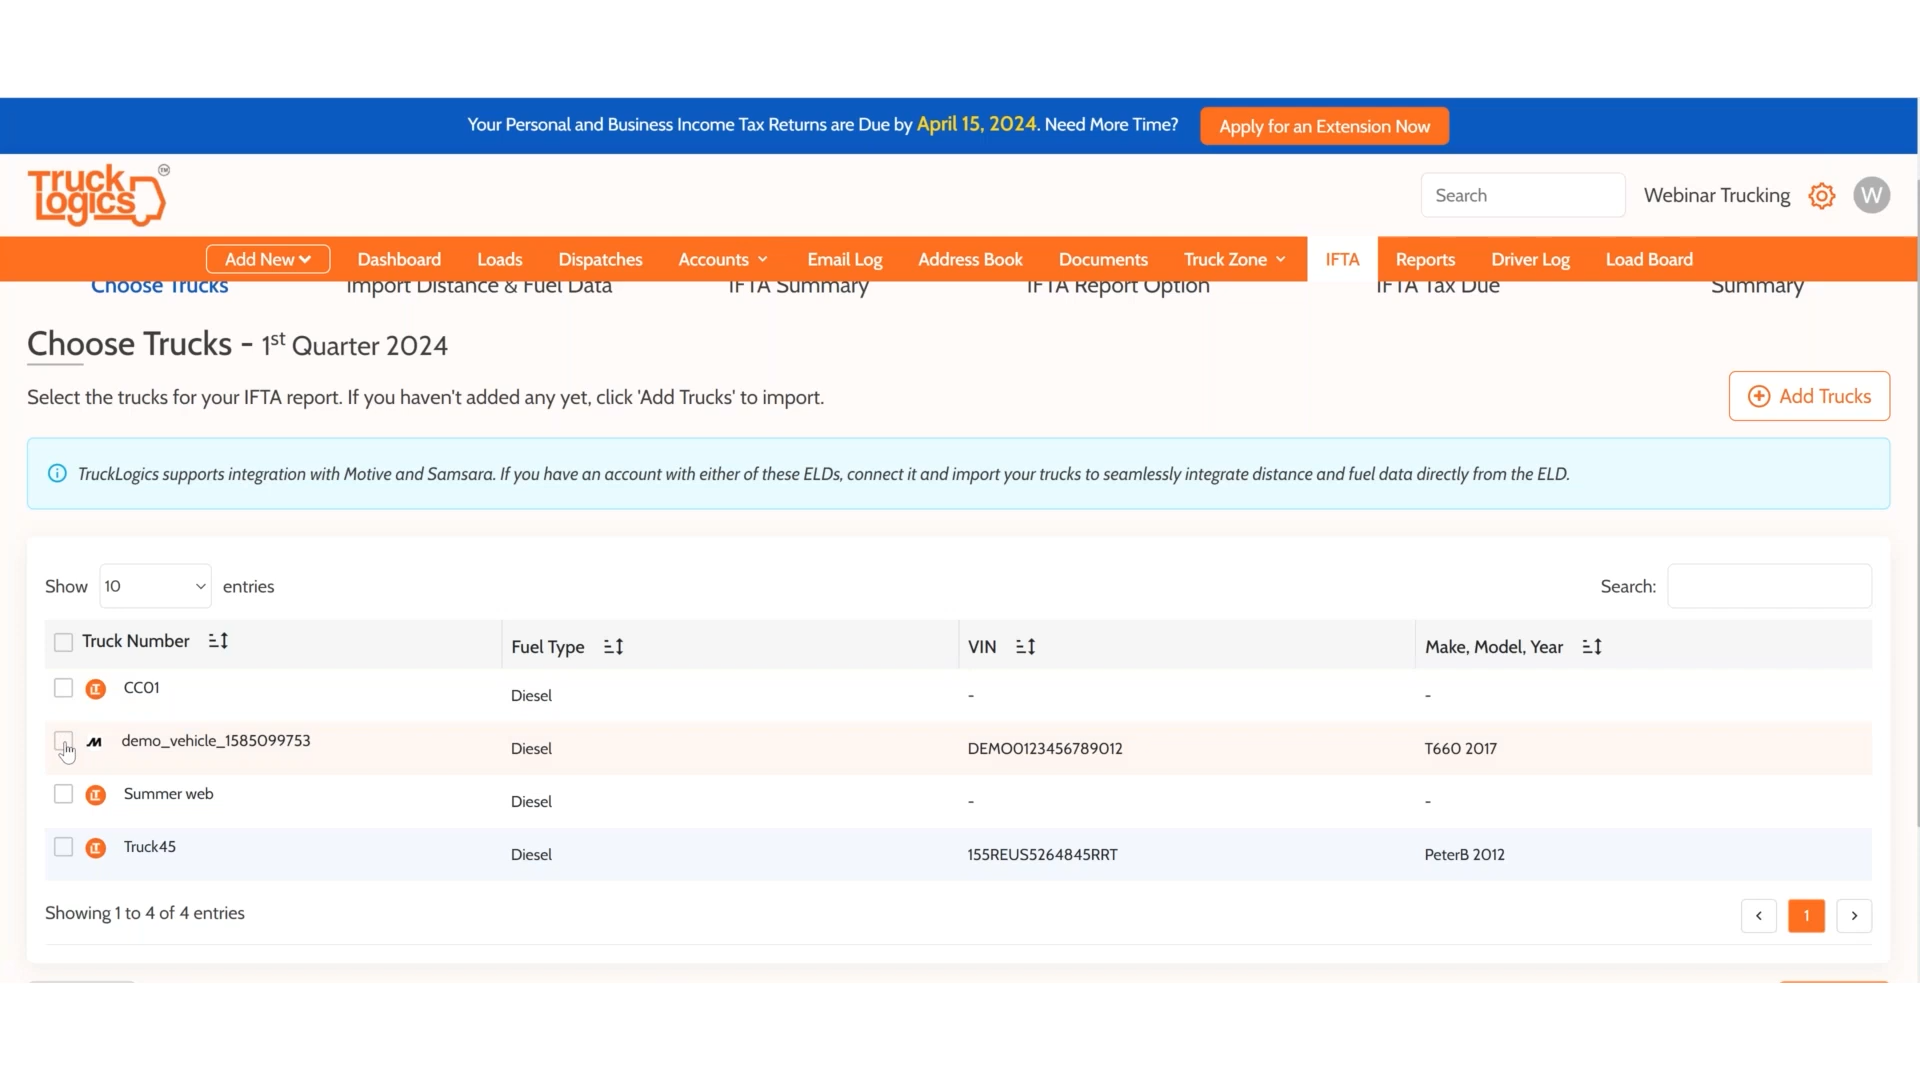 Your Personal and Business Income Tax Returns are Due by April 15, 2024. Need More Time? Apply for an Extension Now
Truck Logics TM
Search
Webinar Trucking
W
Add New Dashboard Loads Dispatches Accounts Email Log Address Book Documents Truck Zone IFTA Reports Driver Log Load Board
Choose Trucks Import Distance & Fuel Data IFTA Summary IFTA Report Option IFTA Tax Due Summary
Choose Trucks - 1st Quarter 2024
Select the trucks for your IFTA report. If you haven't added any yet, click 'Add Trucks' to import.
Add Trucks
TruckLogics supports integration with Motive and Samsara. If you have an account with either of these ELDs, connect it and import your trucks to seamlessly integrate distance and fuel data directly from the ELD.
Show 10 entries
Search:
Truck Number Fuel Type VIN Make, Model, Year
CC01 Diesel - -
demo_vehicle_1585099753 Diesel DEMO0123456789012 T660 2017
Summer web Diesel - -
Truck45 Diesel 155REUS5264845RRT PeterB 2012
Showing 1 to 4 of 4 entries
< 1 >